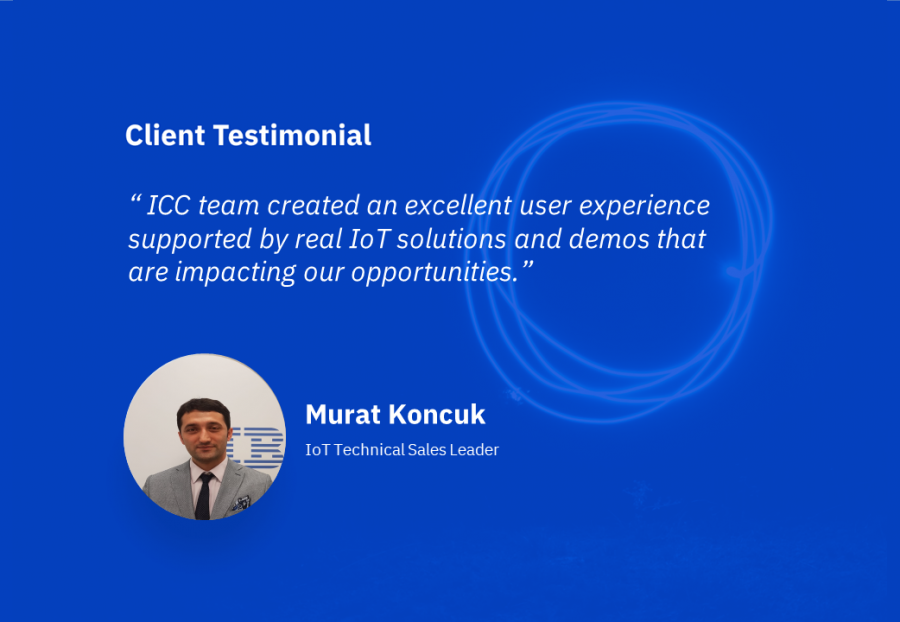 Client Testimonial
“ ICC team created an excellent user experience
supported by real IoT solutions and demos that
are impacting our opportunities.”
IB
Murat Koncuk
IoT Technical Sales Leader